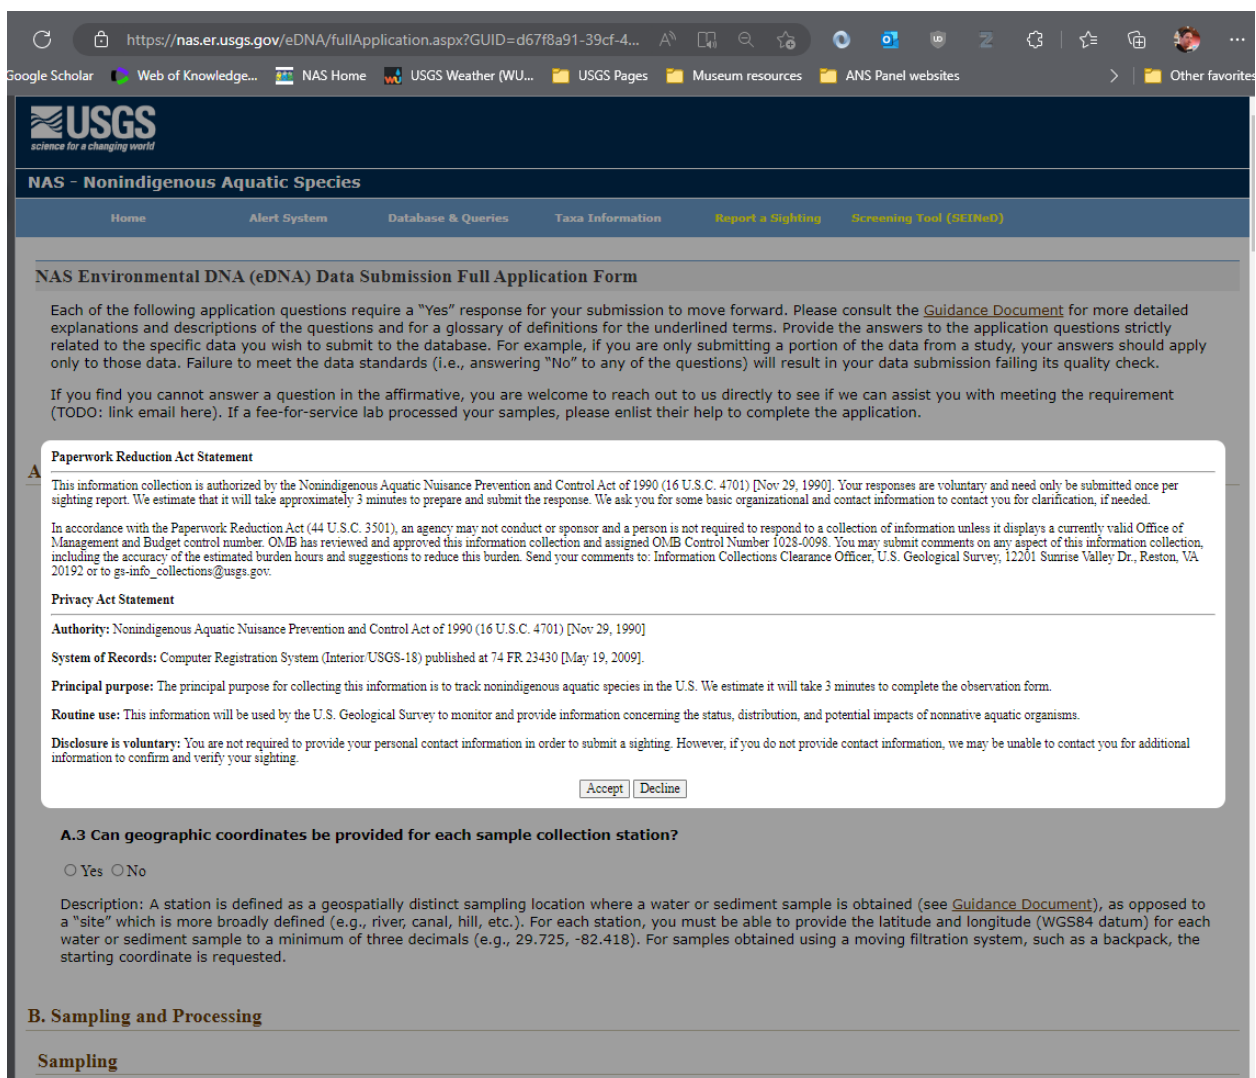 https://nas.er.usgs.gov/eDNA/fullApplication.aspx?GUID=d67f8a91-39cf-4...
Google Scholar Web of Knowledge... NAS Home USGS Weather (WU... USGS Pages Museum resources ANS Panel websites Other favorites
USGS
science for a changing world
NAS - Nonindigenous Aquatic Species
Home Alert System Database & Queries Taxa Information Report a Sighting Screening Tool (SEINeD)
NAS Environmental DNA (eDNA) Data Submission Full Application Form
Each of the following application questions require a "Yes" response for your submission to move forward. Please consult the Guidance Document for more detailed
explanations and descriptions of the questions and for a glossary of definitions for the underlined terms. Provide the answers to the application questions strictly
related to the specific data you wish to submit to the database. For example, if you are only submitting a portion of the data from a study, your answers should apply
only to those data. Failure to meet the data standards (i.e., answering "No" to any of the questions) will result in your data submission failing its quality check.
If you find you cannot answer a question in the affirmative, you are welcome to reach out to us directly to see if we can assist you with meeting the requirement
(TODO: link email here). If a fee-for-service lab processed your samples, please enlist their help to complete the application.
A
Paperwork Reduction Act Statement
This information collection is authorized by the Nonindigenous Aquatic Nuisance Prevention and Control Act of 1990 (16 U.S.C. 4701) [Nov 29, 1990]. Your responses are voluntary and need only be submitted once per
sighting report. We estimate that it will take approximately 3 minutes to prepare and submit the response. We ask you for some basic organizational and contact information to contact you for clarification, if needed.
In accordance with the Paperwork Reduction Act (44 U.S.C. 3501), an agency may not conduct or sponsor and a person is not required to respond to a collection of information unless it displays a currently valid Office of
Management and Budget control number. OMB has reviewed and approved this information collection and assigned OMB Control Number 1028-0098. You may submit comments on any aspect of this information collection,
including the accuracy of the estimated burden hours and suggestions to reduce this burden. Send your comments to: Information Collections Clearance Officer, U.S. Geological Survey, 12201 Sunrise Valley Dr., Reston, VA
20192 or to gs-info_collections@usgs.gov.
Privacy Act Statement
Authority: Nonindigenous Aquatic Nuisance Prevention and Control Act of 1990 (16 U.S.C. 4701) [Nov 29, 1990]
System of Records: Computer Registration System (Interior/USGS-18) published at 74 FR 23430 [May 19, 2009].
Principal purpose: The principal purpose for collecting this information is to track nonindigenous aquatic species in the U.S. We estimate it will take 3 minutes to complete the observation form.
Routine use: This information will be used by the U.S. Geological Survey to monitor and provide information concerning the status, distribution, and potential impacts of nonnative aquatic organisms.
Disclosure is voluntary: You are not required to provide your personal contact information in order to submit a sighting. However, if you do not provide contact information, we may be unable to contact you for additional
information to confirm and verify your sighting.
Accept Decline
A.3 Can geographic coordinates be provided for each sample collection station?
Yes No
Description: A station is defined as a geospatially distinct sampling location where a water or sediment sample is obtained (see Guidance Document), as opposed to
a "site" which is more broadly defined (e.g., river, canal, hill, etc.). For each station, you must be able to provide the latitude and longitude (WGS84 datum) for each
water or sediment sample to a minimum of three decimals (e.g., 29.725, -82.418). For samples obtained using a moving filtration system, such as a backpack, the
starting coordinate is requested.
B. Sampling and Processing
Sampling